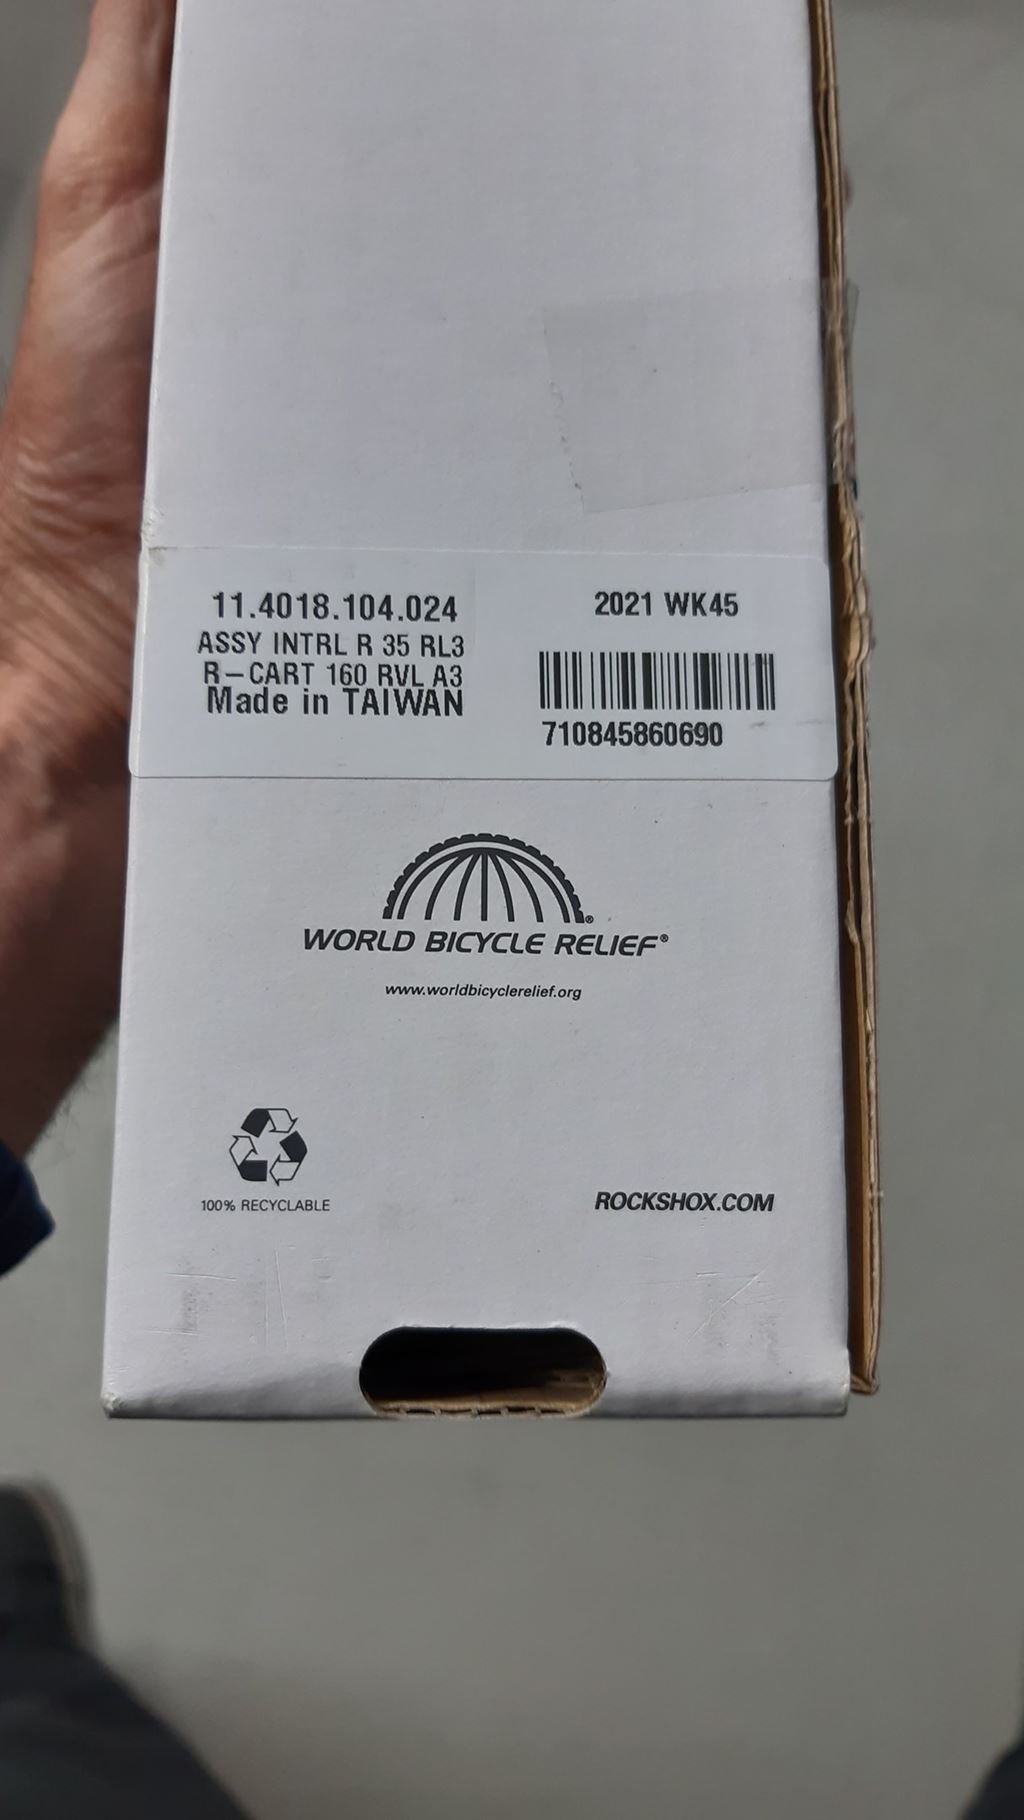 11.4018.104.024
ASSY INTRL R 35 RL3
R-CART 160 RVL A3
Made in TAIWAN
2021 WK45
710845860690
WORLD BICYCLE RELIEF®
www.worldbicyclerelief.org
100% RECYCLABLE
ROCKSHOX.COM